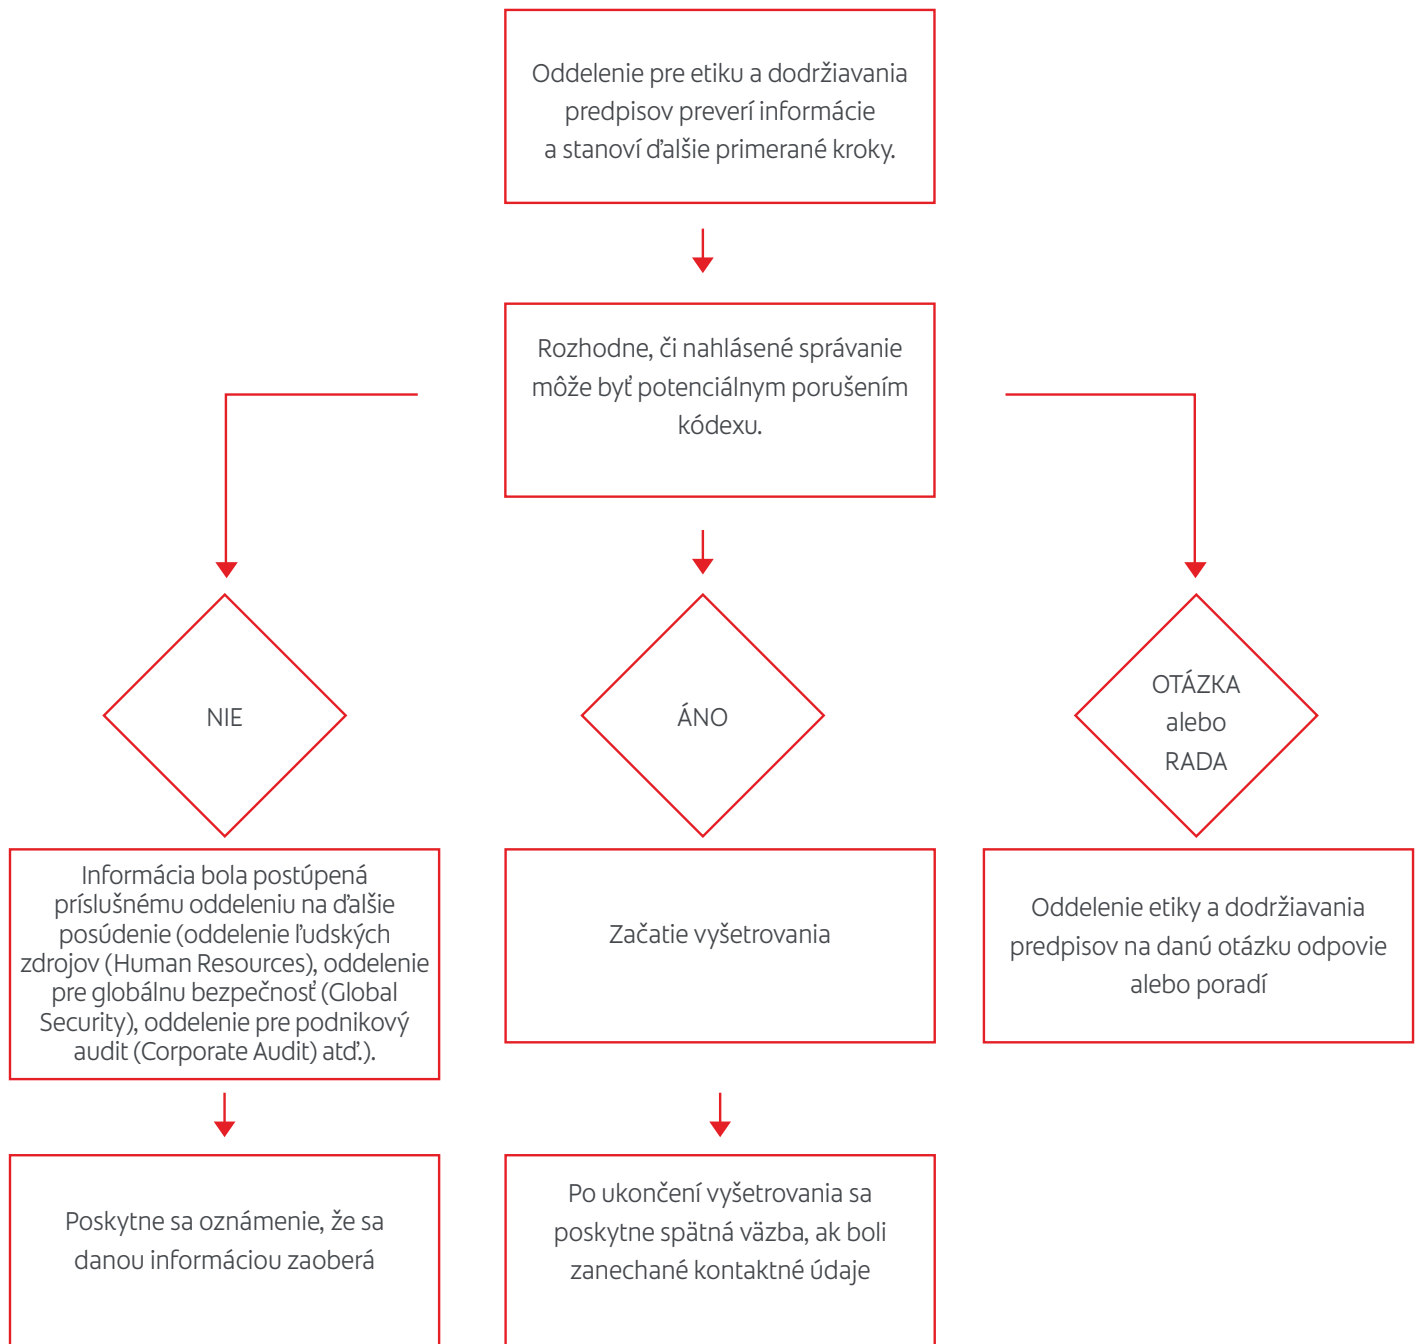 Oddelenie pre etiku a dodržiavania
predpisov preverí informácie
a stanoví ďalšie primerané kroky.
Rozhodne, či nahlásené správanie
môže byť potenciálnym porušením
kódexu.
NIE
ÁNO
OTÁZKA
alebo
RADA
Informácia bola postúpená
príslušnému oddeleniu na ďalšie
posúdenie (oddelenie ľudských
zdrojov (Human Resources), oddelenie
pre globálnu bezpečnosť (Global
Security), oddelenie pre podnikový
audit (Corporate Audit) atď.).
Začatie vyšetrovania
Oddelenie etiky a dodržiavania
predpisov na danú otázku odpovie
alebo poradí
Poskytne sa oznámenie, že sa
danou informáciou zaoberá
Po ukončení vyšetrovania sa
poskytne spätná väzba, ak boli
zanechané kontaktné údaje